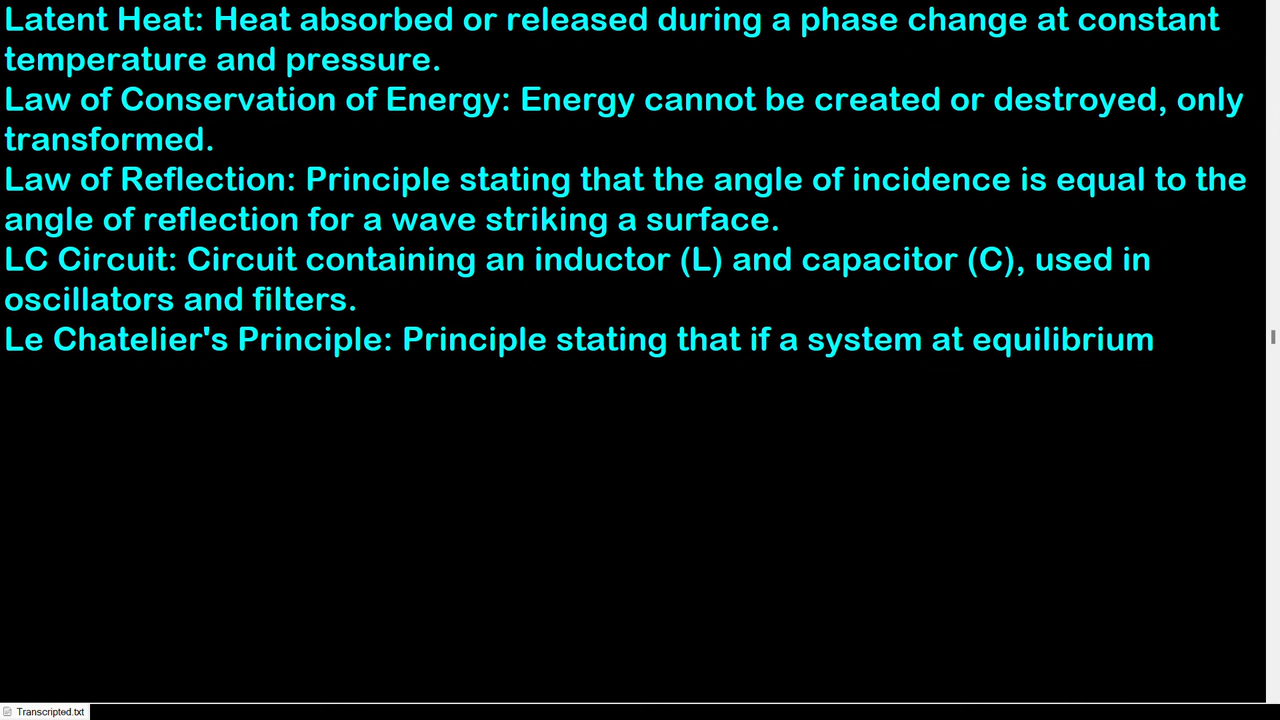 Latent Heat: Heat absorbed or released during a phase change at constant
temperature and pressure.
Law of Conservation of Energy: Energy cannot be created or destroyed, only
transformed.
Law of Reflection: Principle stating that the angle of incidence is equal to the
angle of reflection for a wave striking a surface.
LC Circuit: Circuit containing an inductor (L) and capacitor (C), used in
oscillators and filters.
Le Chatelier's Principle: Principle stating that if a system at equilibrium
Transcripted.txt